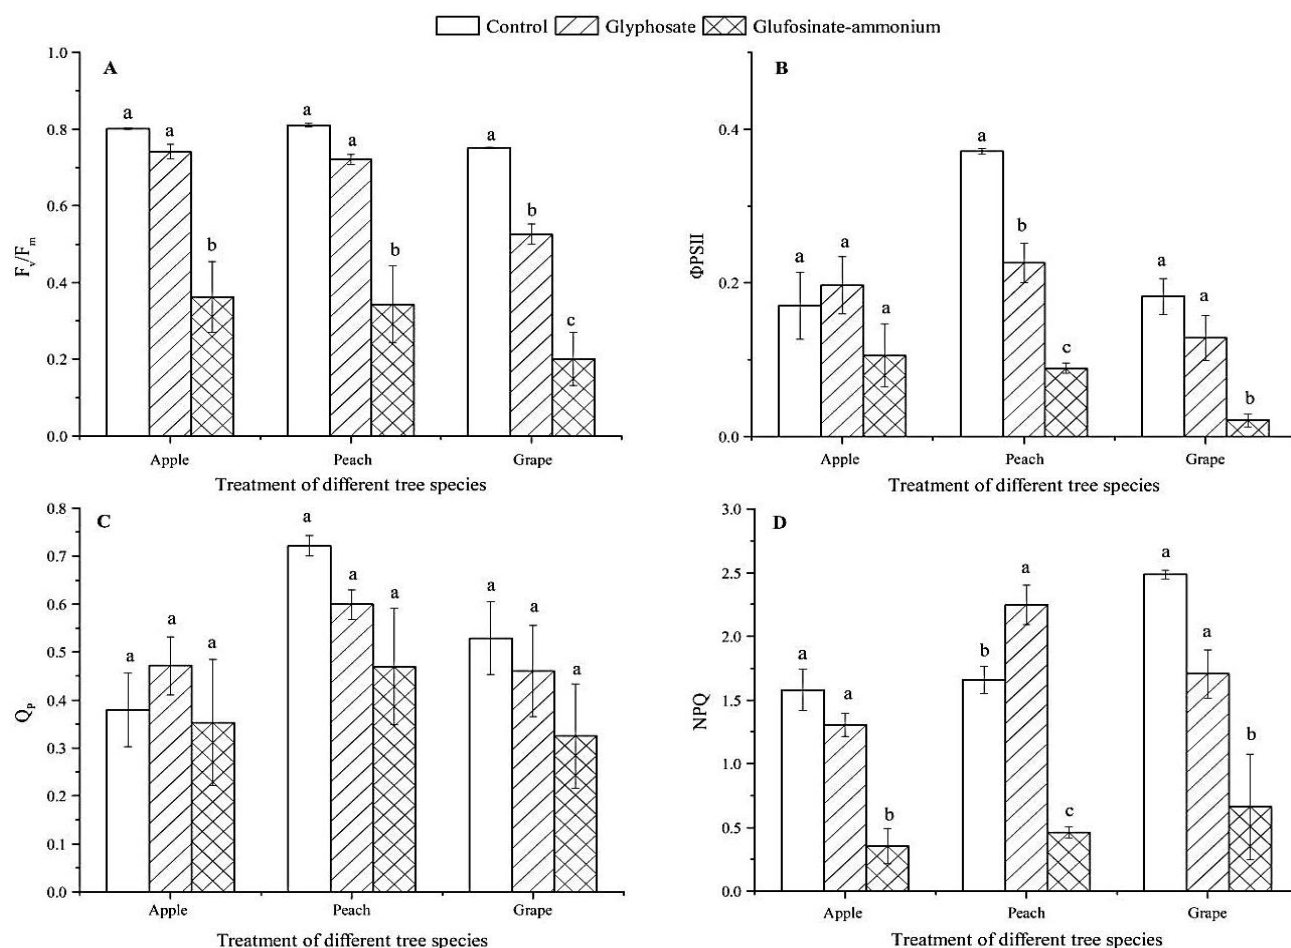 Control Glyphosate Glufosinate-ammonium
A
1.0
0.8
0.6
0.4
0.2
0.0
Fv/Fm
a a b
a a b
a b c
Apple Peach Grape
Treatment of different tree species
B
0.4
0.2
0.0
ΦPSII
a a a
a b c
a a b
Apple Peach Grape
Treatment of different tree species
C
0.8
0.7
0.6
0.5
0.4
0.3
0.2
0.1
0.0
QP
a a a
a a a
a a a
Apple Peach Grape
Treatment of different tree species
D
3.0
2.5
2.0
1.5
1.0
0.5
0.0
NPQ
a a b
b a c
a a b
Apple Peach Grape
Treatment of different tree species